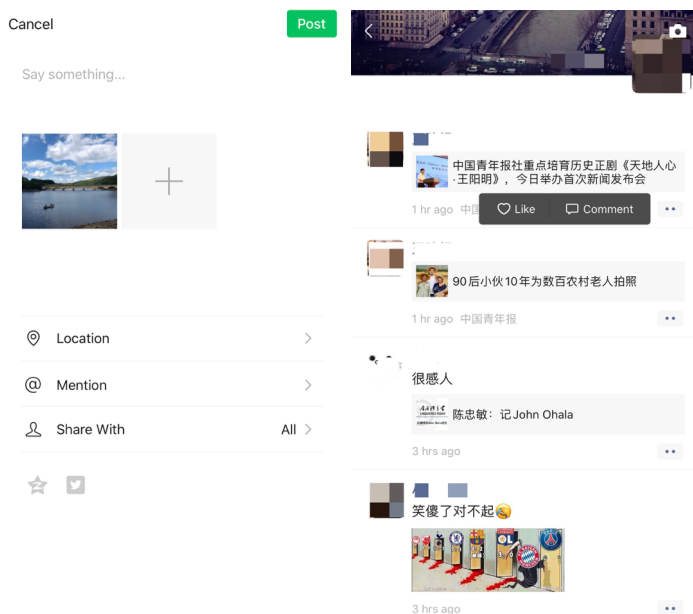 Cancel
Post
Say something...
Location
Mention
Share With
All
中国青年报社重点培育历史正剧《天地人心
·王阳明》，今日举办首次新闻发布会
1 hr ago 中国
Like
Comment
90后小伙10年为数百农村老人拍照
1 hr ago 中国青年报
很感人
陈忠敏：记John Ohala
3 hrs ago
笑傻了对不起
3 hrs ago